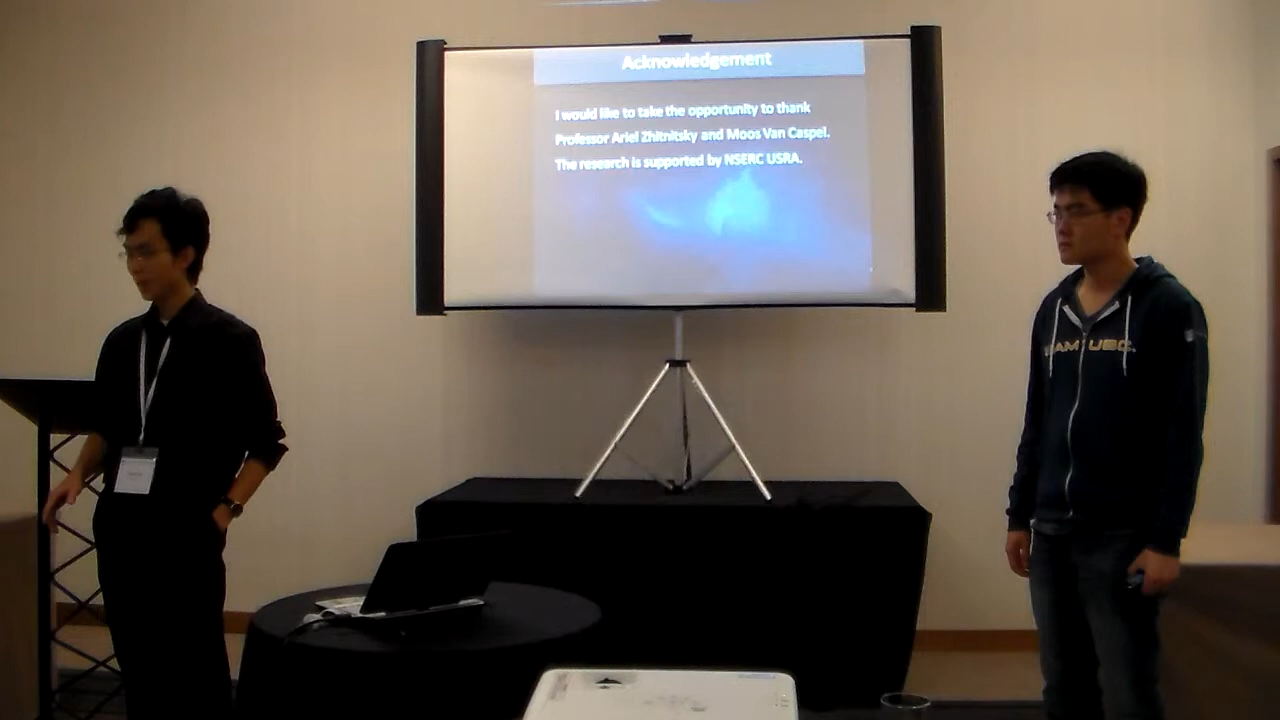 Acknowledgement
I would like to take the opportunity to thank
Professor Ariel Zhitnitsky and Moos Van Caspel.
The research is supported by NSERC USRA.
UBC.